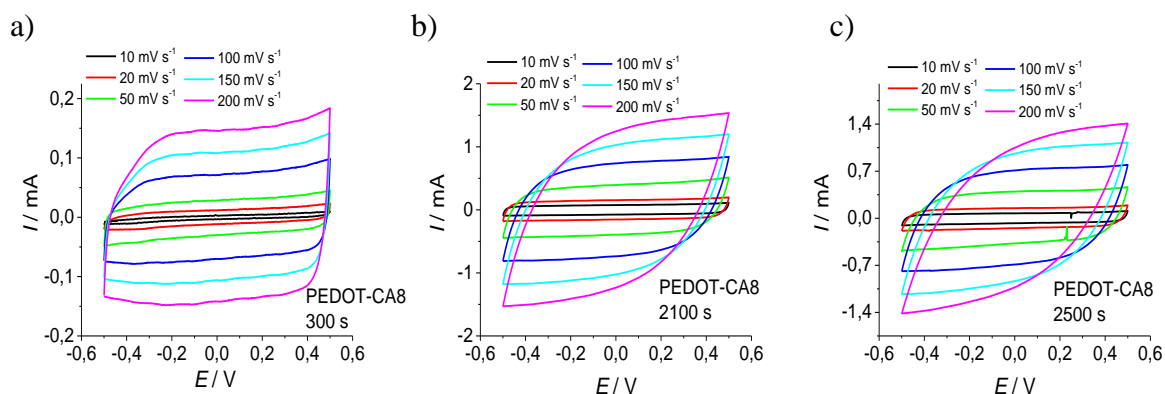 a)
10 mV s⁻¹ 100 mV s⁻¹
20 mV s⁻¹ 150 mV s⁻¹
50 mV s⁻¹ 200 mV s⁻¹
0,2
0,1
0,0
-0,1
-0,2
I / mA
PEDOT-CA8
300 s
-0,6 -0,4 -0,2 0,0 0,2 0,4 0,6
E / V
b)
10 mV s⁻¹ 100 mV s⁻¹
20 mV s⁻¹ 150 mV s⁻¹
50 mV s⁻¹ 200 mV s⁻¹
2
1
0
-1
-2
I / mA
PEDOT-CA8
2100 s
-0,6 -0,4 -0,2 0,0 0,2 0,4 0,6
E / V
c)
10 mV s⁻¹ 100 mV s⁻¹
20 mV s⁻¹ 150 mV s⁻¹
50 mV s⁻¹ 200 mV s⁻¹
1,4
0,7
0,0
-0,7
-1,4
I / mA
PEDOT-CA8
2500 s
-0,6 -0,4 -0,2 0,0 0,2 0,4 0,6
E / V